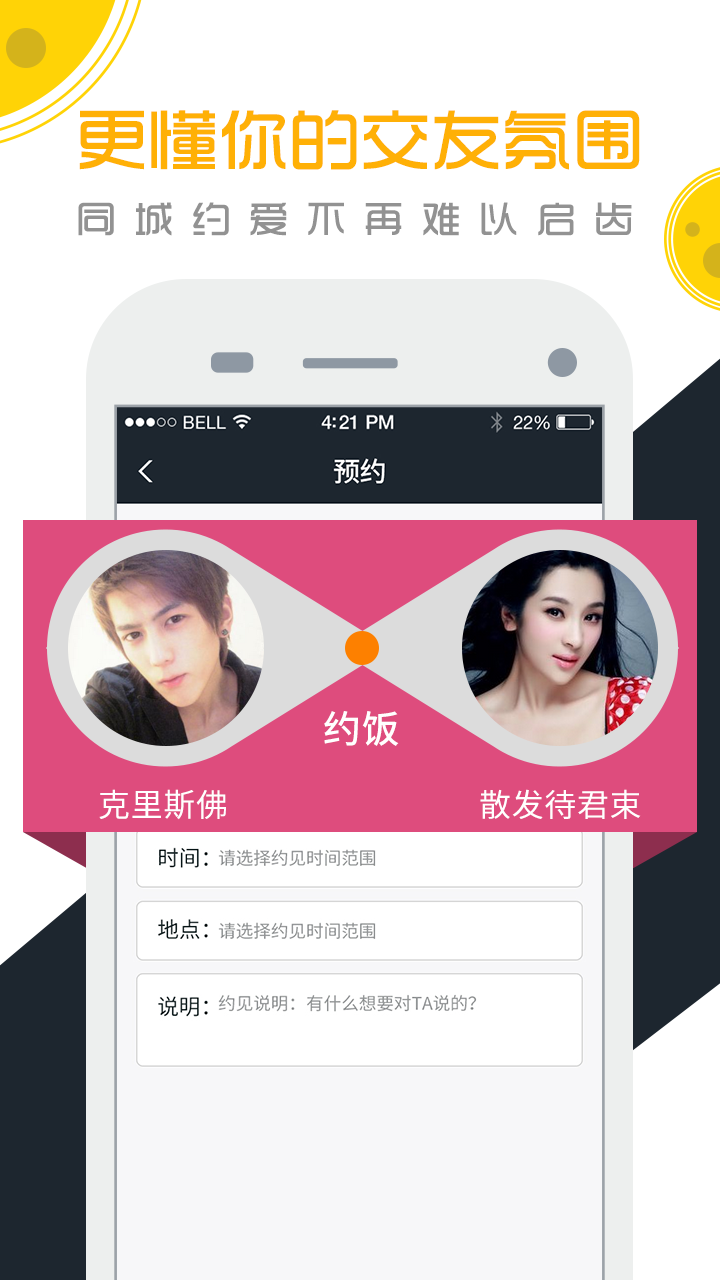 更懂你的交友氛围
同城约爱不再难以启齿
BELL 4:21 PM 22%
预约
约饭
克里斯佛 散发待君束
时间：请选择约见时间范围
地点：请选择约见时间范围
说明：约见说明：有什么想要对TA说的？